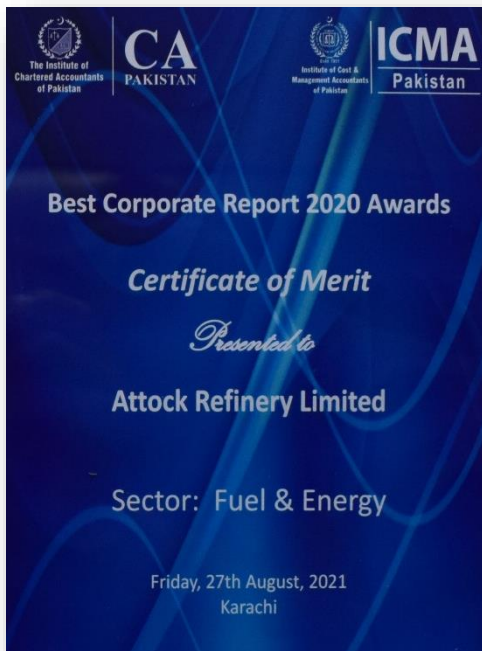 The Institute of
Chartered Accountants
of Pakistan
CA
PAKISTAN
Institute of Cost &
Management Accountants
of Pakistan
ICMA
Pakistan
Best Corporate Report 2020 Awards
Certificate of Merit
Presented to
Attock Refinery Limited
Sector: Fuel & Energy
Friday, 27th August, 2021
Karachi